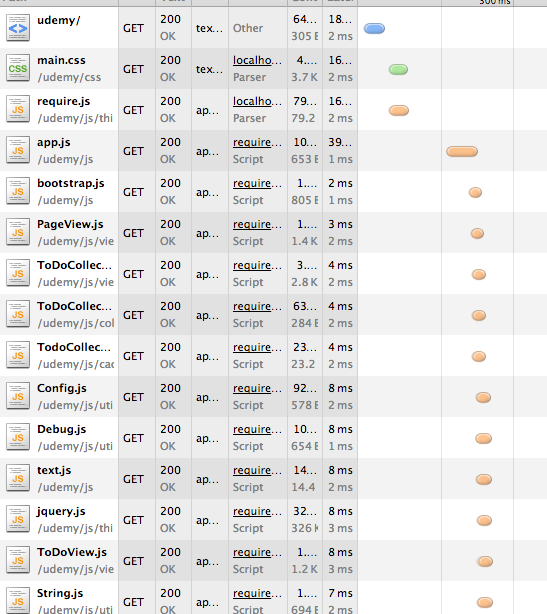 300 ms
udemy/ GET 200 tex... Other 64... 18...
OK 305 B 2 ms
main.css GET 200 tex... localho... 4.... 2 ms
/udemy/css OK Parser 3.7 K 2 ms
require.js GET 200 ap... localho... 79... 16...
/udemy/js/thi OK Parser 79.2 2 ms
app.js GET 200 ap... require... 10... 39...
/udemy/js OK Script 653 B 1 ms
bootstrap.js GET 200 ap... require... 1.... 2 ms
/udemy/js OK Script 805 B 1 ms
PageView.js GET 200 ap... require... 1.... 3 ms
/udemy/js/vie OK Script 1.4 K 2 ms
ToDoCollec... GET 200 ap... require... 3.... 4 ms
/udemy/js/vie OK Script 2.8 K 2 ms
ToDoCollec... GET 200 ap... require... 63... 4 ms
/udemy/js/col OK Script 284 B 2 ms
TodoCollec... GET 200 ap... require... 23... 4 ms
/udemy/js/cac OK Script 23.2 2 ms
Config.js GET 200 ap... require... 92... 8 ms
/udemy/js/uti OK Script 578 B 2 ms
Debug.js GET 200 ap... require... 10... 8 ms
/udemy/js/uti OK Script 654 B 2 ms
text.js GET 200 ap... require... 14... 8 ms
/udemy/js OK Script 14.4 2 ms
jquery.js GET 200 ap... require... 32... 8 ms
/udemy/js/thi OK Script 326 K 3 ms
ToDoView.js GET 200 ap... require... 1.... 8 ms
/udemy/js/vie OK Script 1.2 K 3 ms
String.js GET 200 ap... require... 1.... 7 ms
/udemy/js/uti OK Script 694 B 2 ms